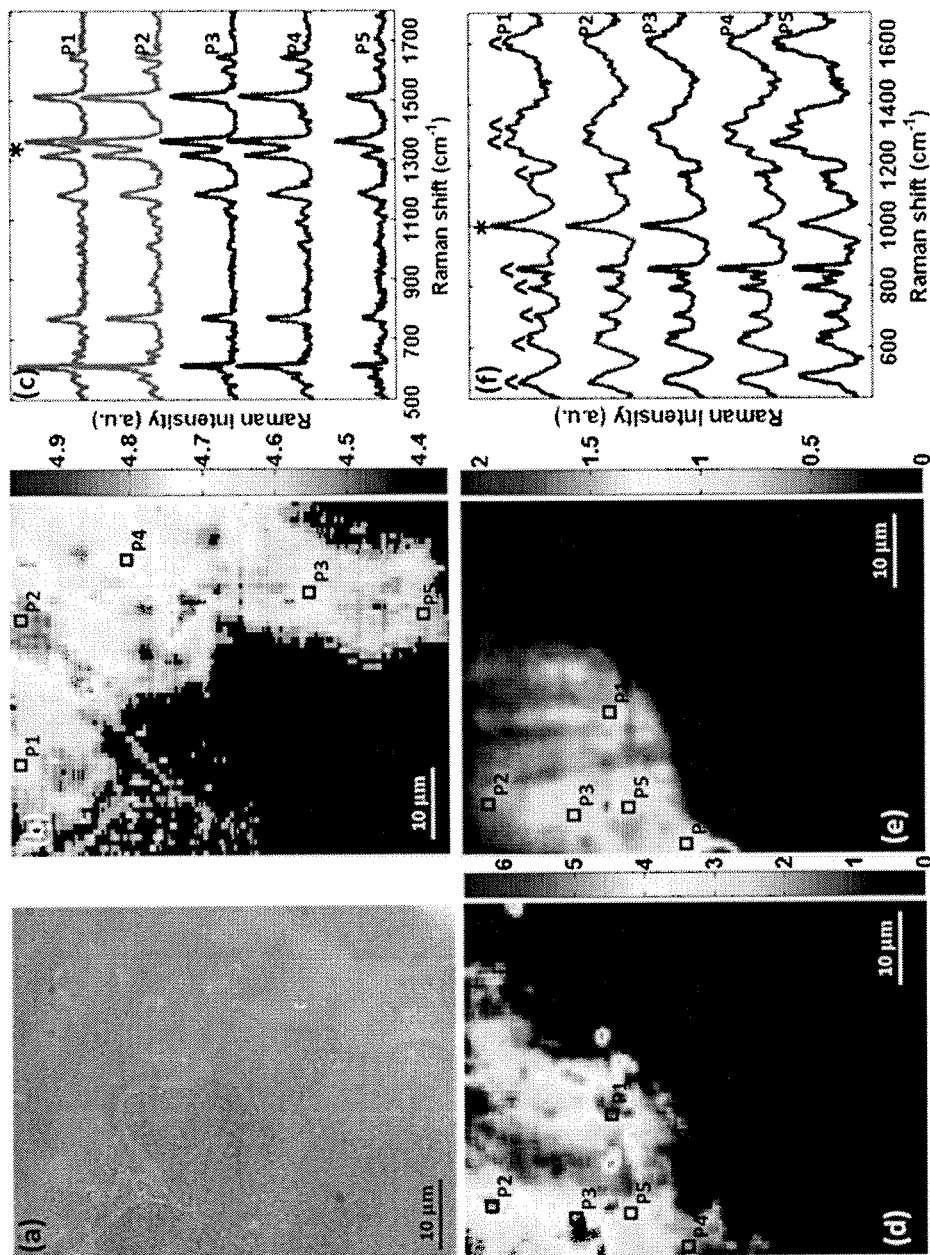 (a)
10 µm
(b)
P1
P2
P4
P3
P5
10 µm
4.9
4.8
4.7
4.6
4.5
4.4
(c)
*
P1
P2
P3
P4
P5
Raman intensity (a.u.)
500
700
900
1100
1300
1500
1700
Raman shift (cm⁻¹)
(d)
P2
P3
P5
P4
P1
10 µm
6
5
4
3
2
1
0
(e)
P2
P3
P5
P1
10 µm
2
1.5
1
0.5
0
(f)
*
^ ^ ^ ^ ^ ^ ^ ^ ^
P1
P2
P3
P4
P5
Raman intensity (a.u.)
600
800
1000
1200
1400
1600
Raman shift (cm⁻¹)